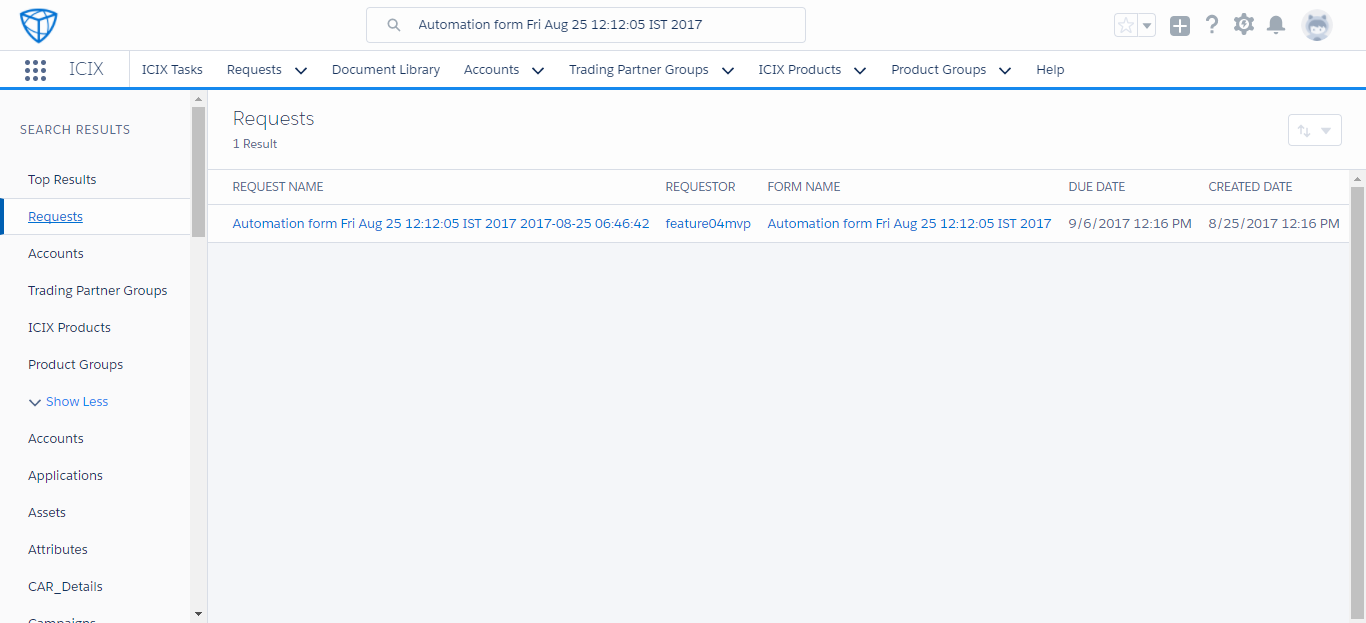 Automation form Fri Aug 25 12:12:05 IST 2017
ICIX
ICIX Tasks
Requests
Document Library
Accounts
Trading Partner Groups
ICIX Products
Product Groups
Help
SEARCH RESULTS
Top Results
Requests
Accounts
Trading Partner Groups
ICIX Products
Product Groups
Show Less
Accounts
Applications
Assets
Attributes
CAR_Details
Campaigns
Requests
1 Result
REQUEST NAME REQUESTOR FORM NAME DUE DATE CREATED DATE
Automation form Fri Aug 25 12:12:05 IST 2017 2017-08-25 06:46:42 feature04mvp Automation form Fri Aug 25 12:12:05 IST 2017 9/6/2017 12:16 PM 8/25/2017 12:16 PM